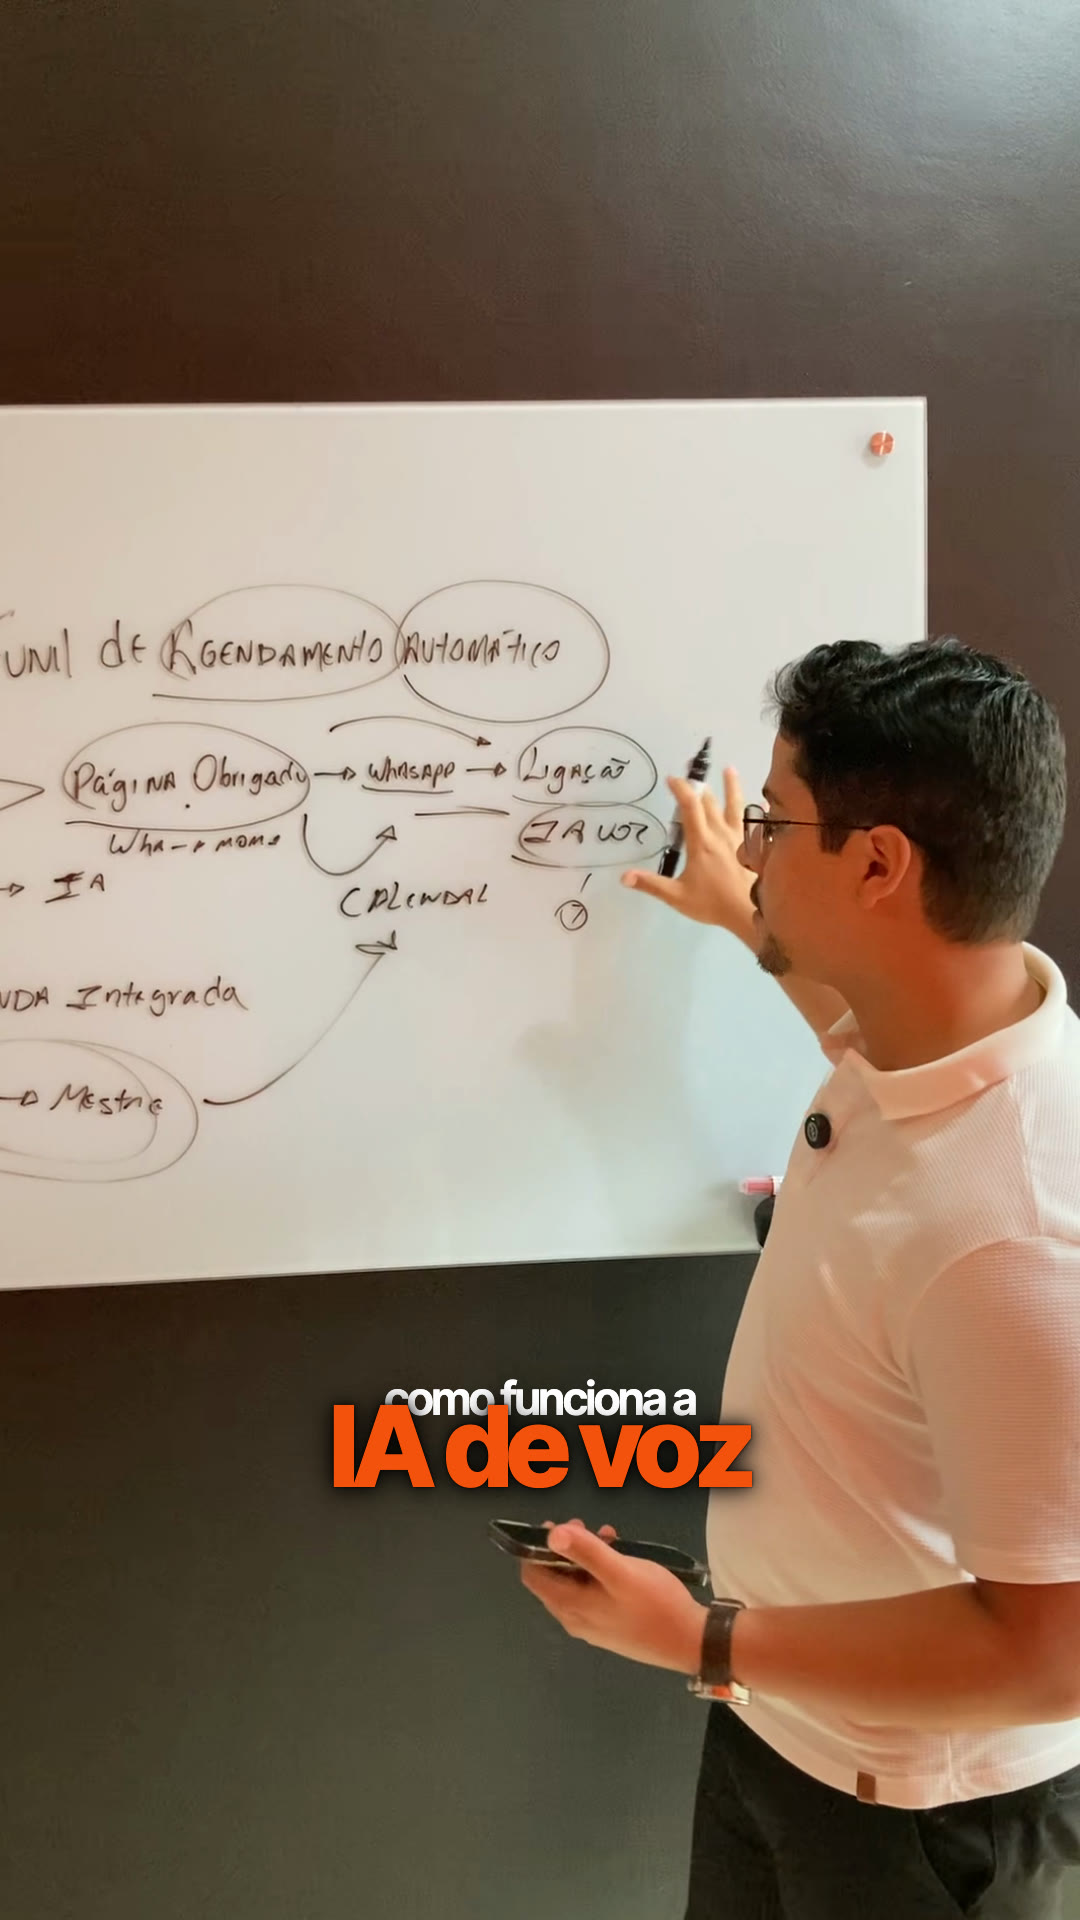 FUNIL de AGENDAMENTO AUTOMÁTICO
Página Obrigado → WhatsApp → Ligação
IA VOZ
→ IA
CALENDAR
NDA Integrada
→ Mestre
como funciona a
IA de voz